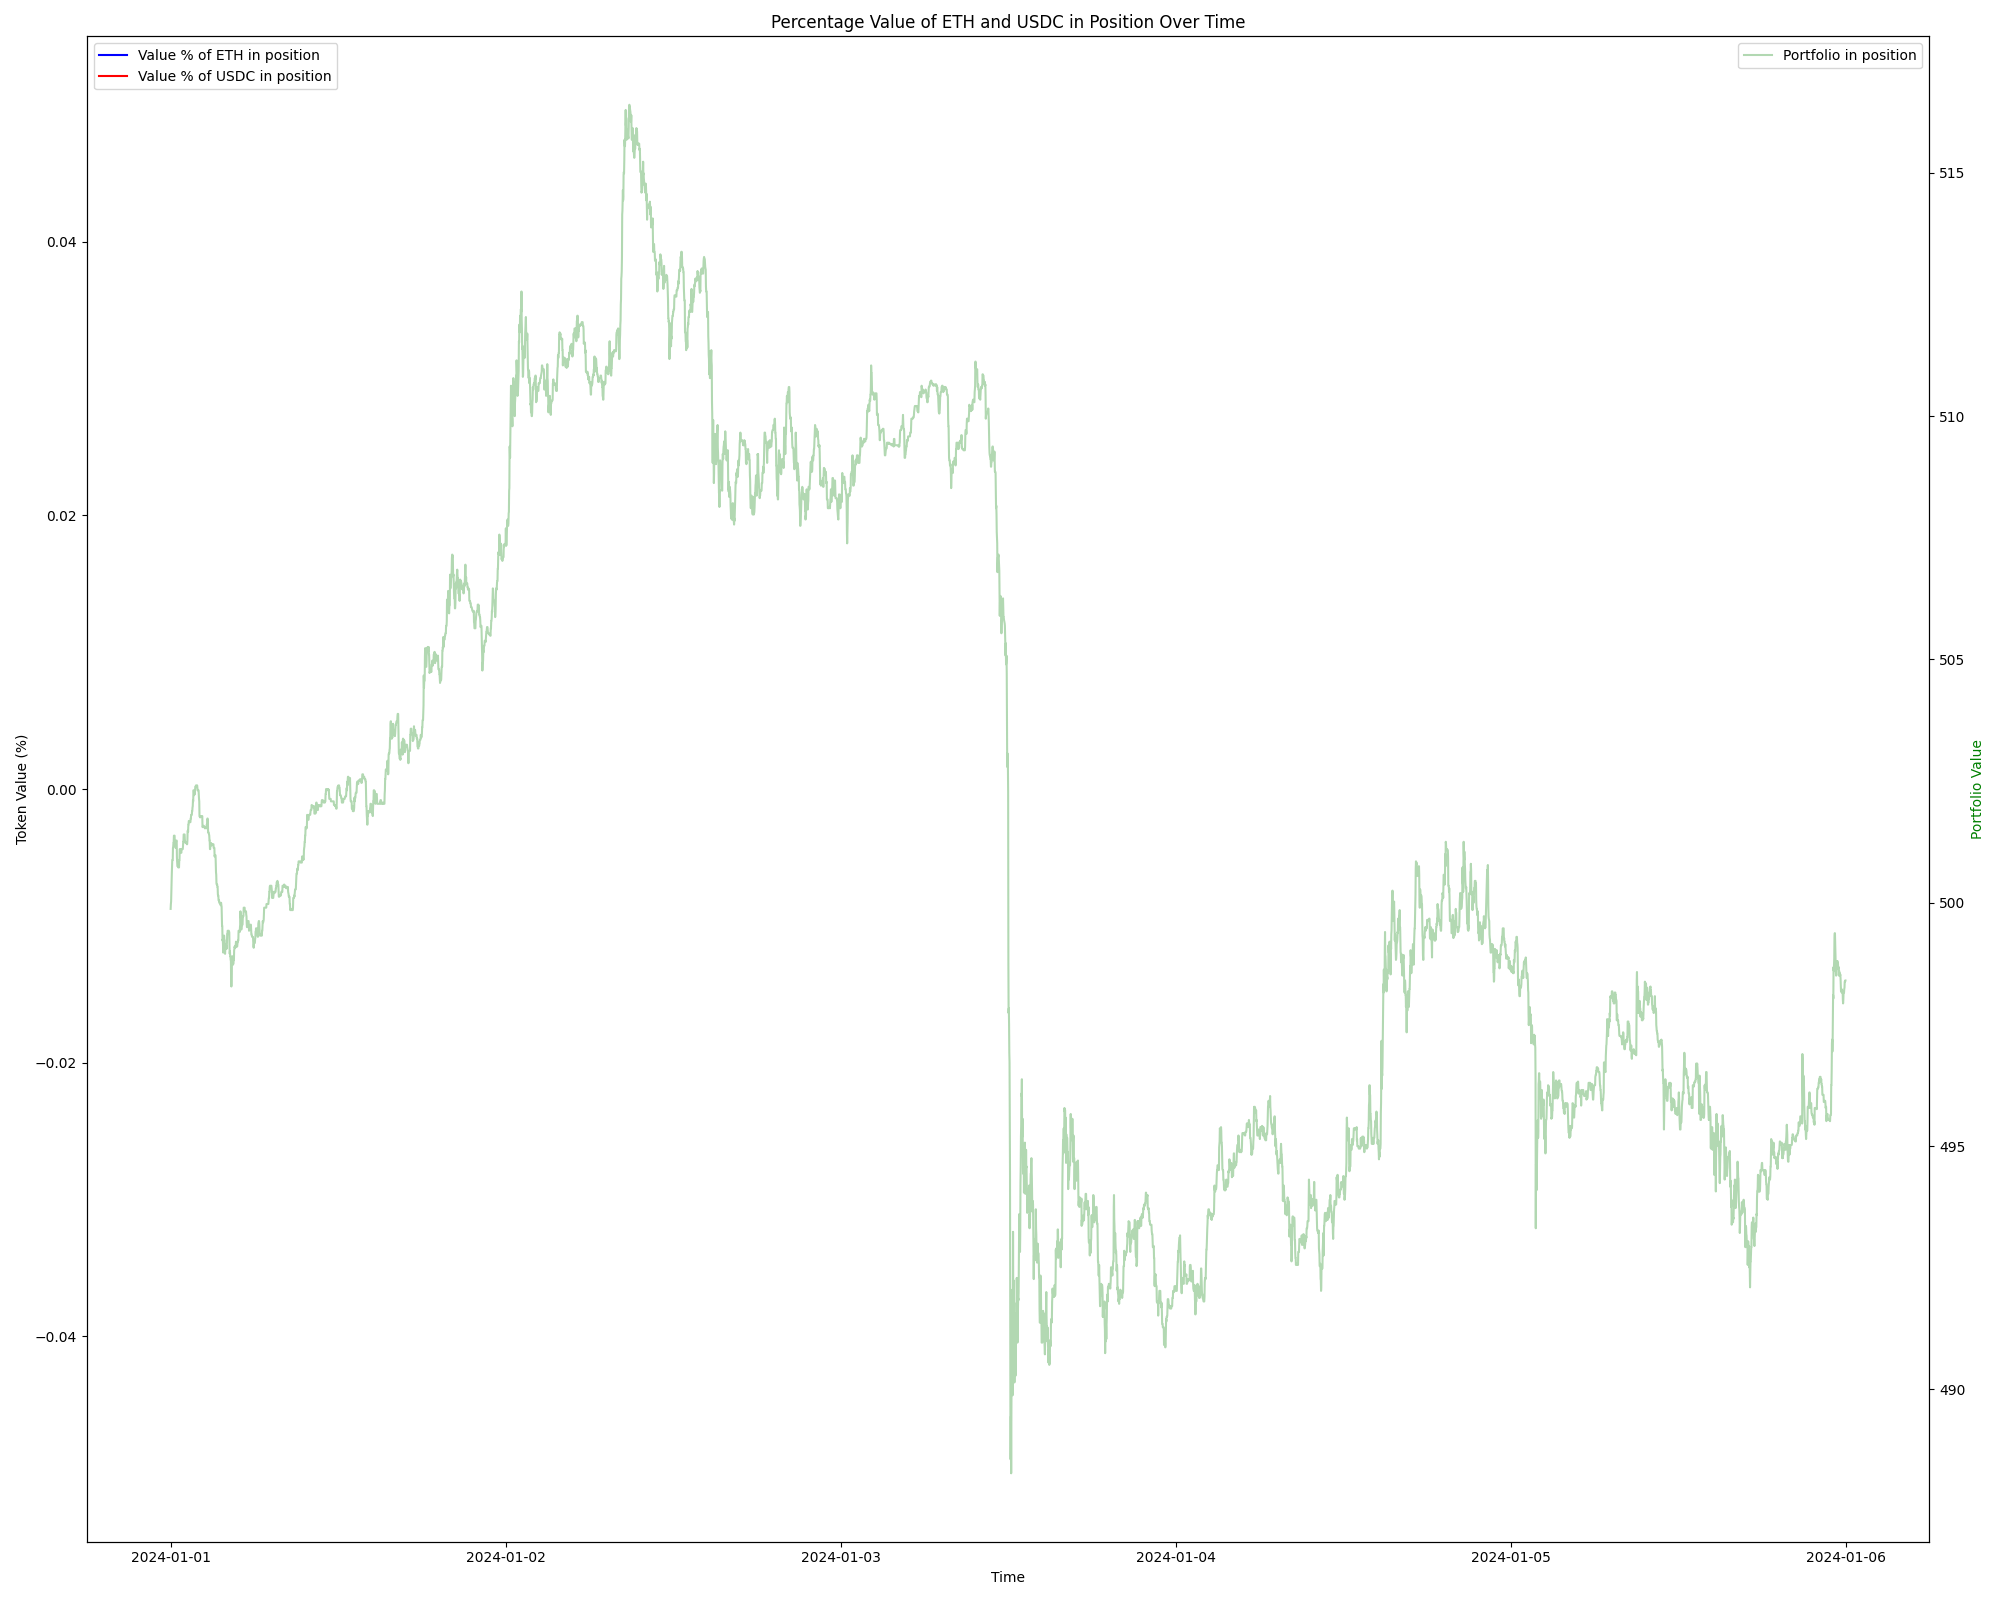 Percentage Value of ETH and USDC in Position Over Time
Value % of ETH in position
Value % of USDC in position
Portfolio in position
Token Value (%)
0.04
0.02
0.00
−0.02
−0.04
515
510
505
500
495
490
Portfolio Value
2024-01-01
2024-01-02
2024-01-03
2024-01-04
2024-01-05
2024-01-06
Time